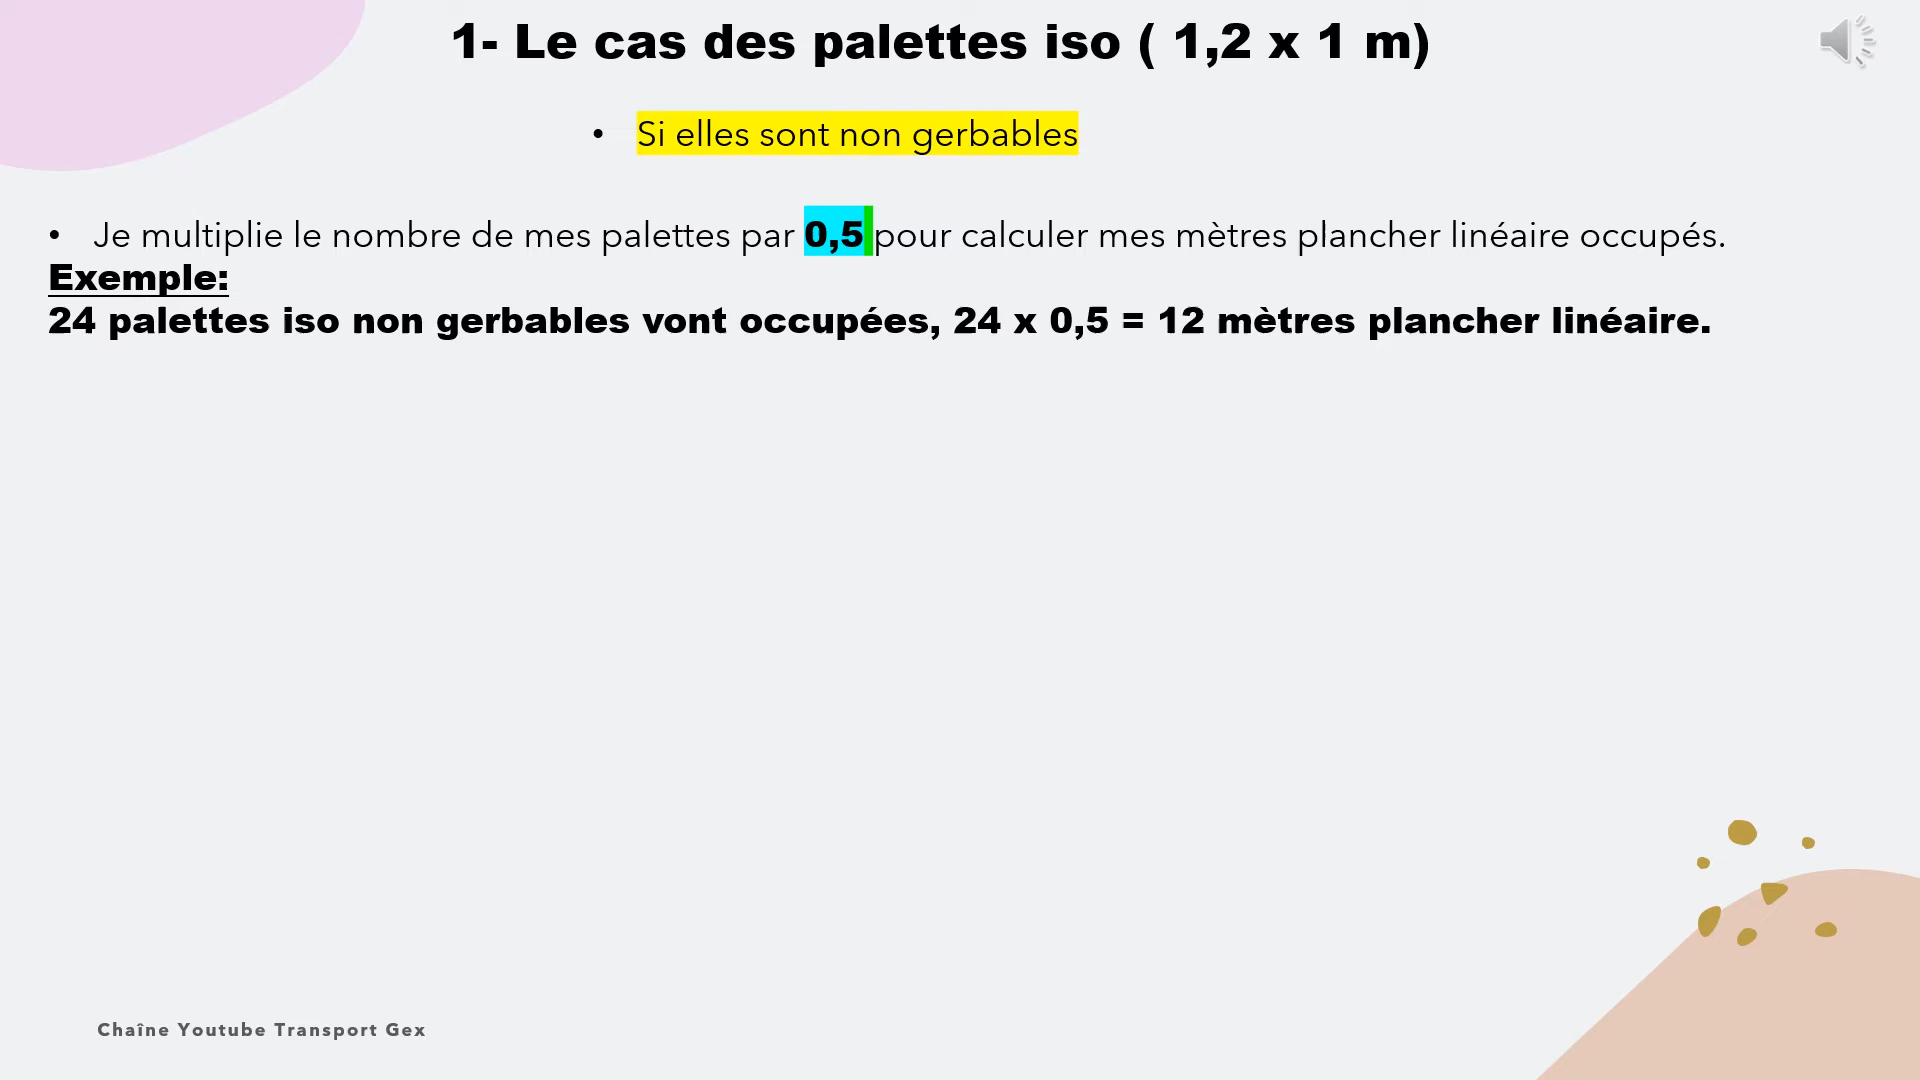 1- Le cas des palettes iso ( 1,2 x 1 m)
• Si elles sont non gerbables
• Je multiplie le nombre de mes palettes par 0,5 pour calculer mes mètres plancher linéaire occupés.
Exemple:
24 palettes iso non gerbables vont occupées, 24 x 0,5 = 12 mètres plancher linéaire.
Chaîne Youtube Transport Gex